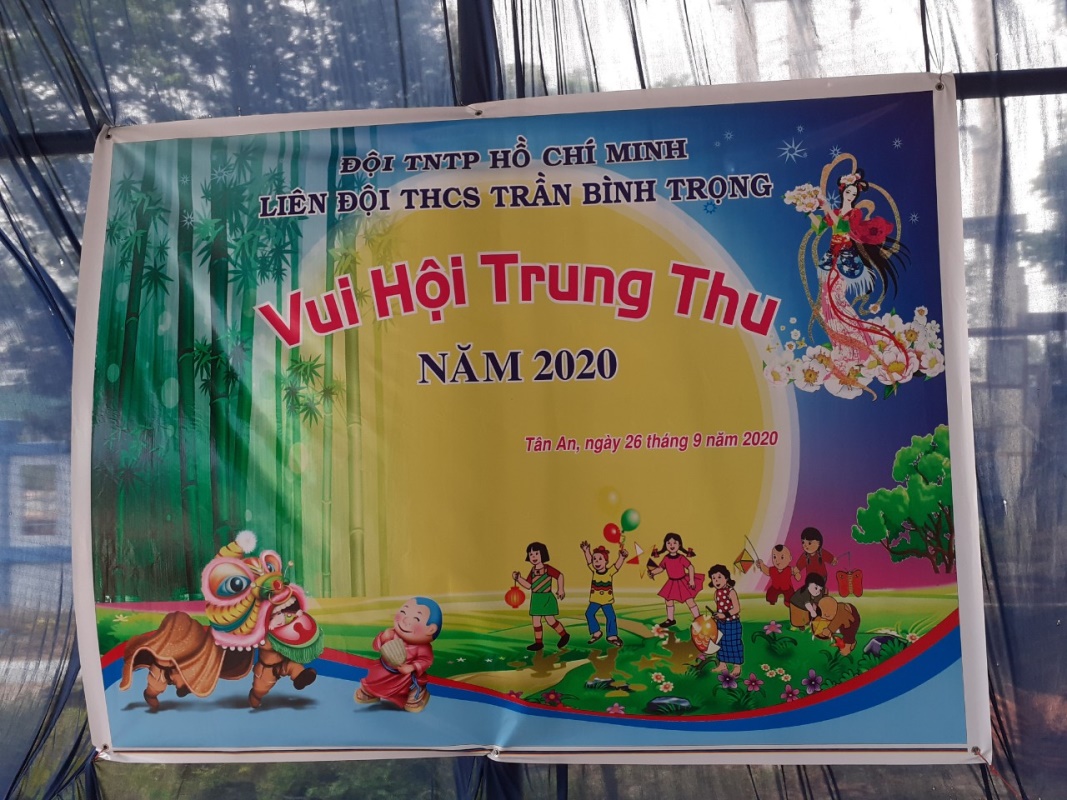 ĐỘI TNTP HỒ CHÍ MINH
LIÊN ĐỘI THCS TRẦN BÌNH TRỌNG
Vui Hội Trung Thu
NĂM 2020
Tân An, ngày 26 tháng 9 năm 2020